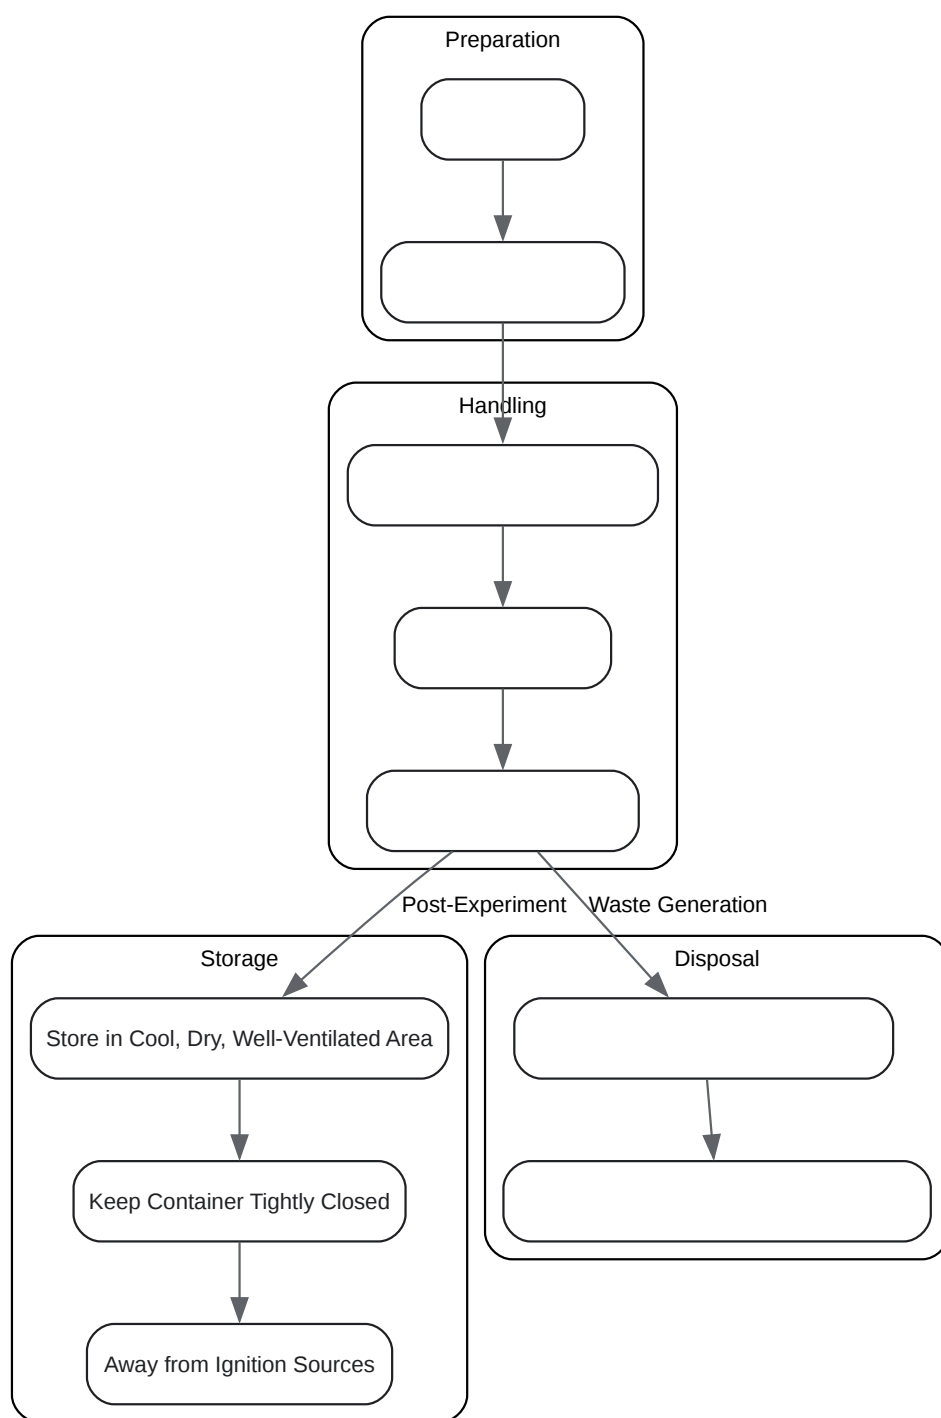 Preparation
Handling
Post-Experiment
Waste Generation
Storage
Disposal
Store in Cool, Dry, Well-Ventilated Area
Keep Container Tightly Closed
Away from Ignition Sources